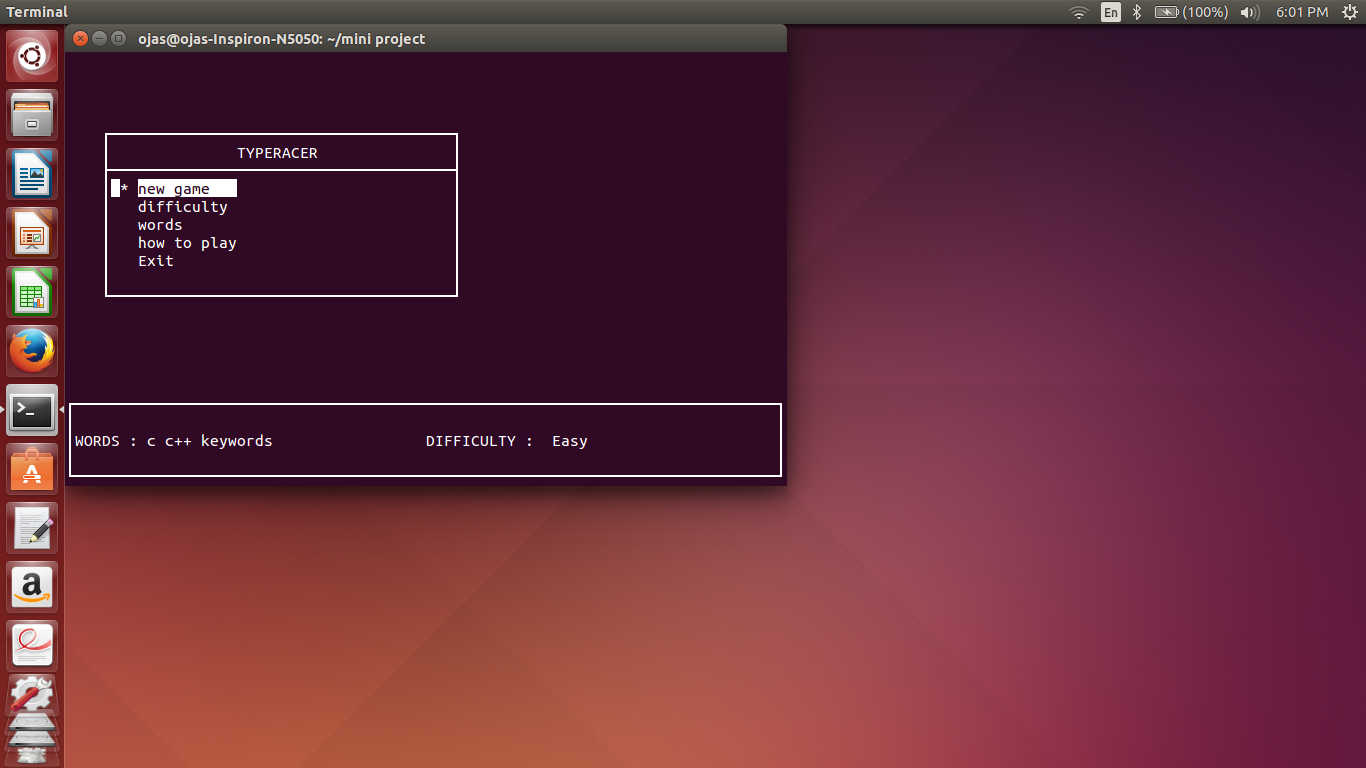 Terminal
En
(100%)
6:01 PM
ojas@ojas-Inspiron-N5050: ~/mini project
TYPERACER
* new game
difficulty
words
how to play
Exit
WORDS : c c++ keywords DIFFICULTY : Easy